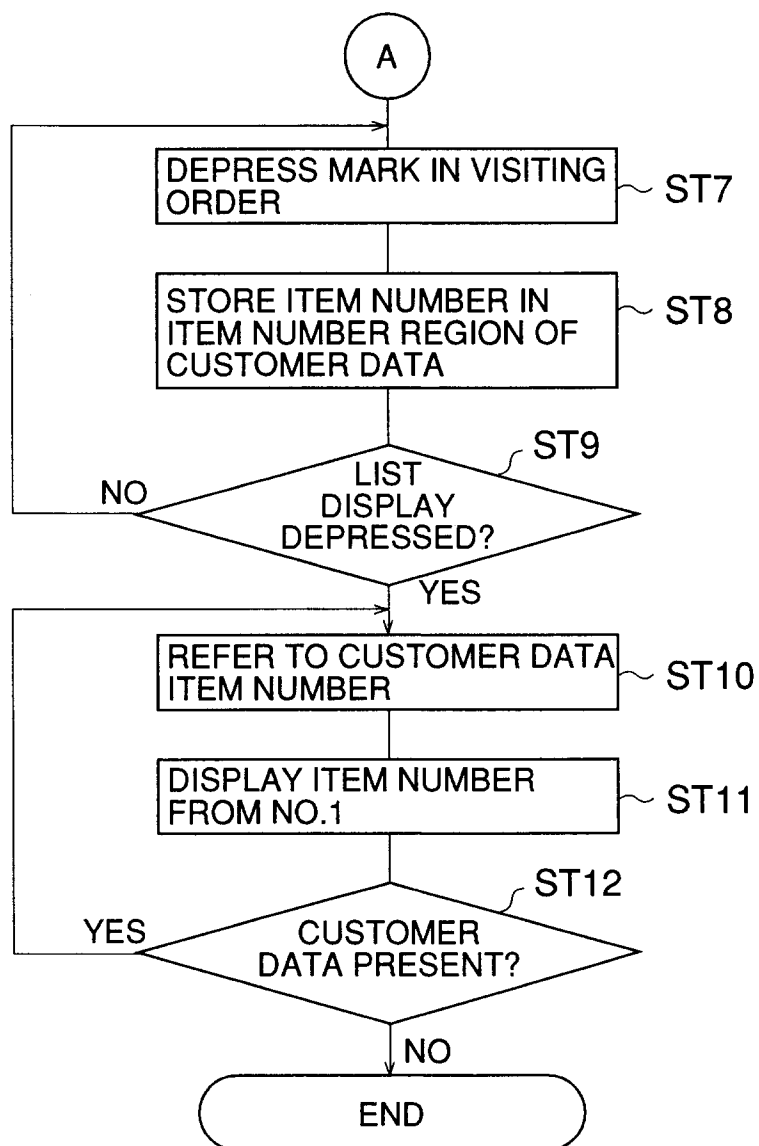 A
DEPRESS MARK IN VISITING
ORDER
ST7
STORE ITEM NUMBER IN
ITEM NUMBER REGION OF
CUSTOMER DATA
ST8
ST9
LIST
DISPLAY
DEPRESSED?
NO
YES
REFER TO CUSTOMER DATA
ITEM NUMBER
ST10
DISPLAY ITEM NUMBER
FROM NO.1
ST11
ST12
CUSTOMER
DATA PRESENT?
YES
NO
END